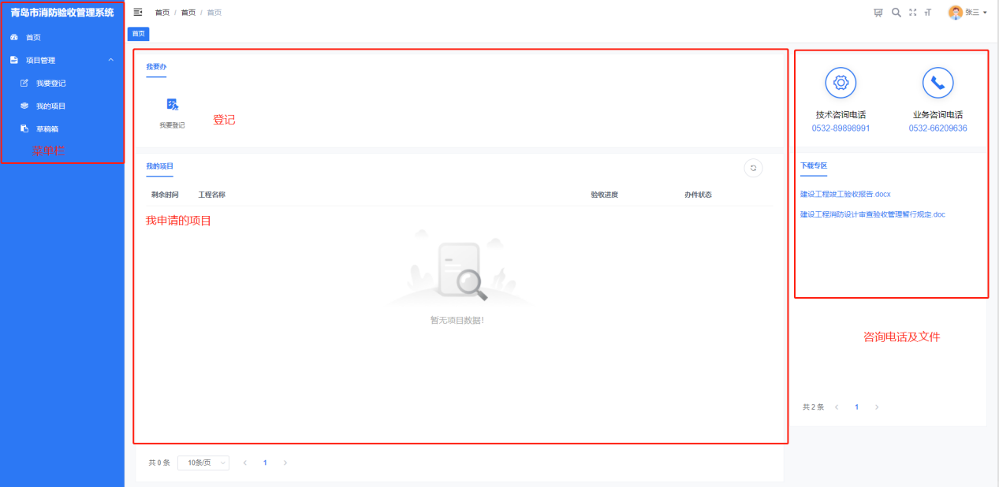 青岛市消防验收管理系统
首页 / 首页 / 首页
张三
首页
首页
项目管理
我要登记
我的项目
草稿箱
菜单栏
我要办
我要登记
登记
我的项目
剩余时间 工程名称 验收进度 办件状态
我申请的项目
暂无项目数据!
共 0 条 10条/页 1
技术咨询电话 业务咨询电话
0532-89898991 0532-66209636
下载专区
建设工程竣工验收报告.docx
建设工程消防设计审查验收管理暂行规定.doc
咨询电话及文件
共 2 条 1